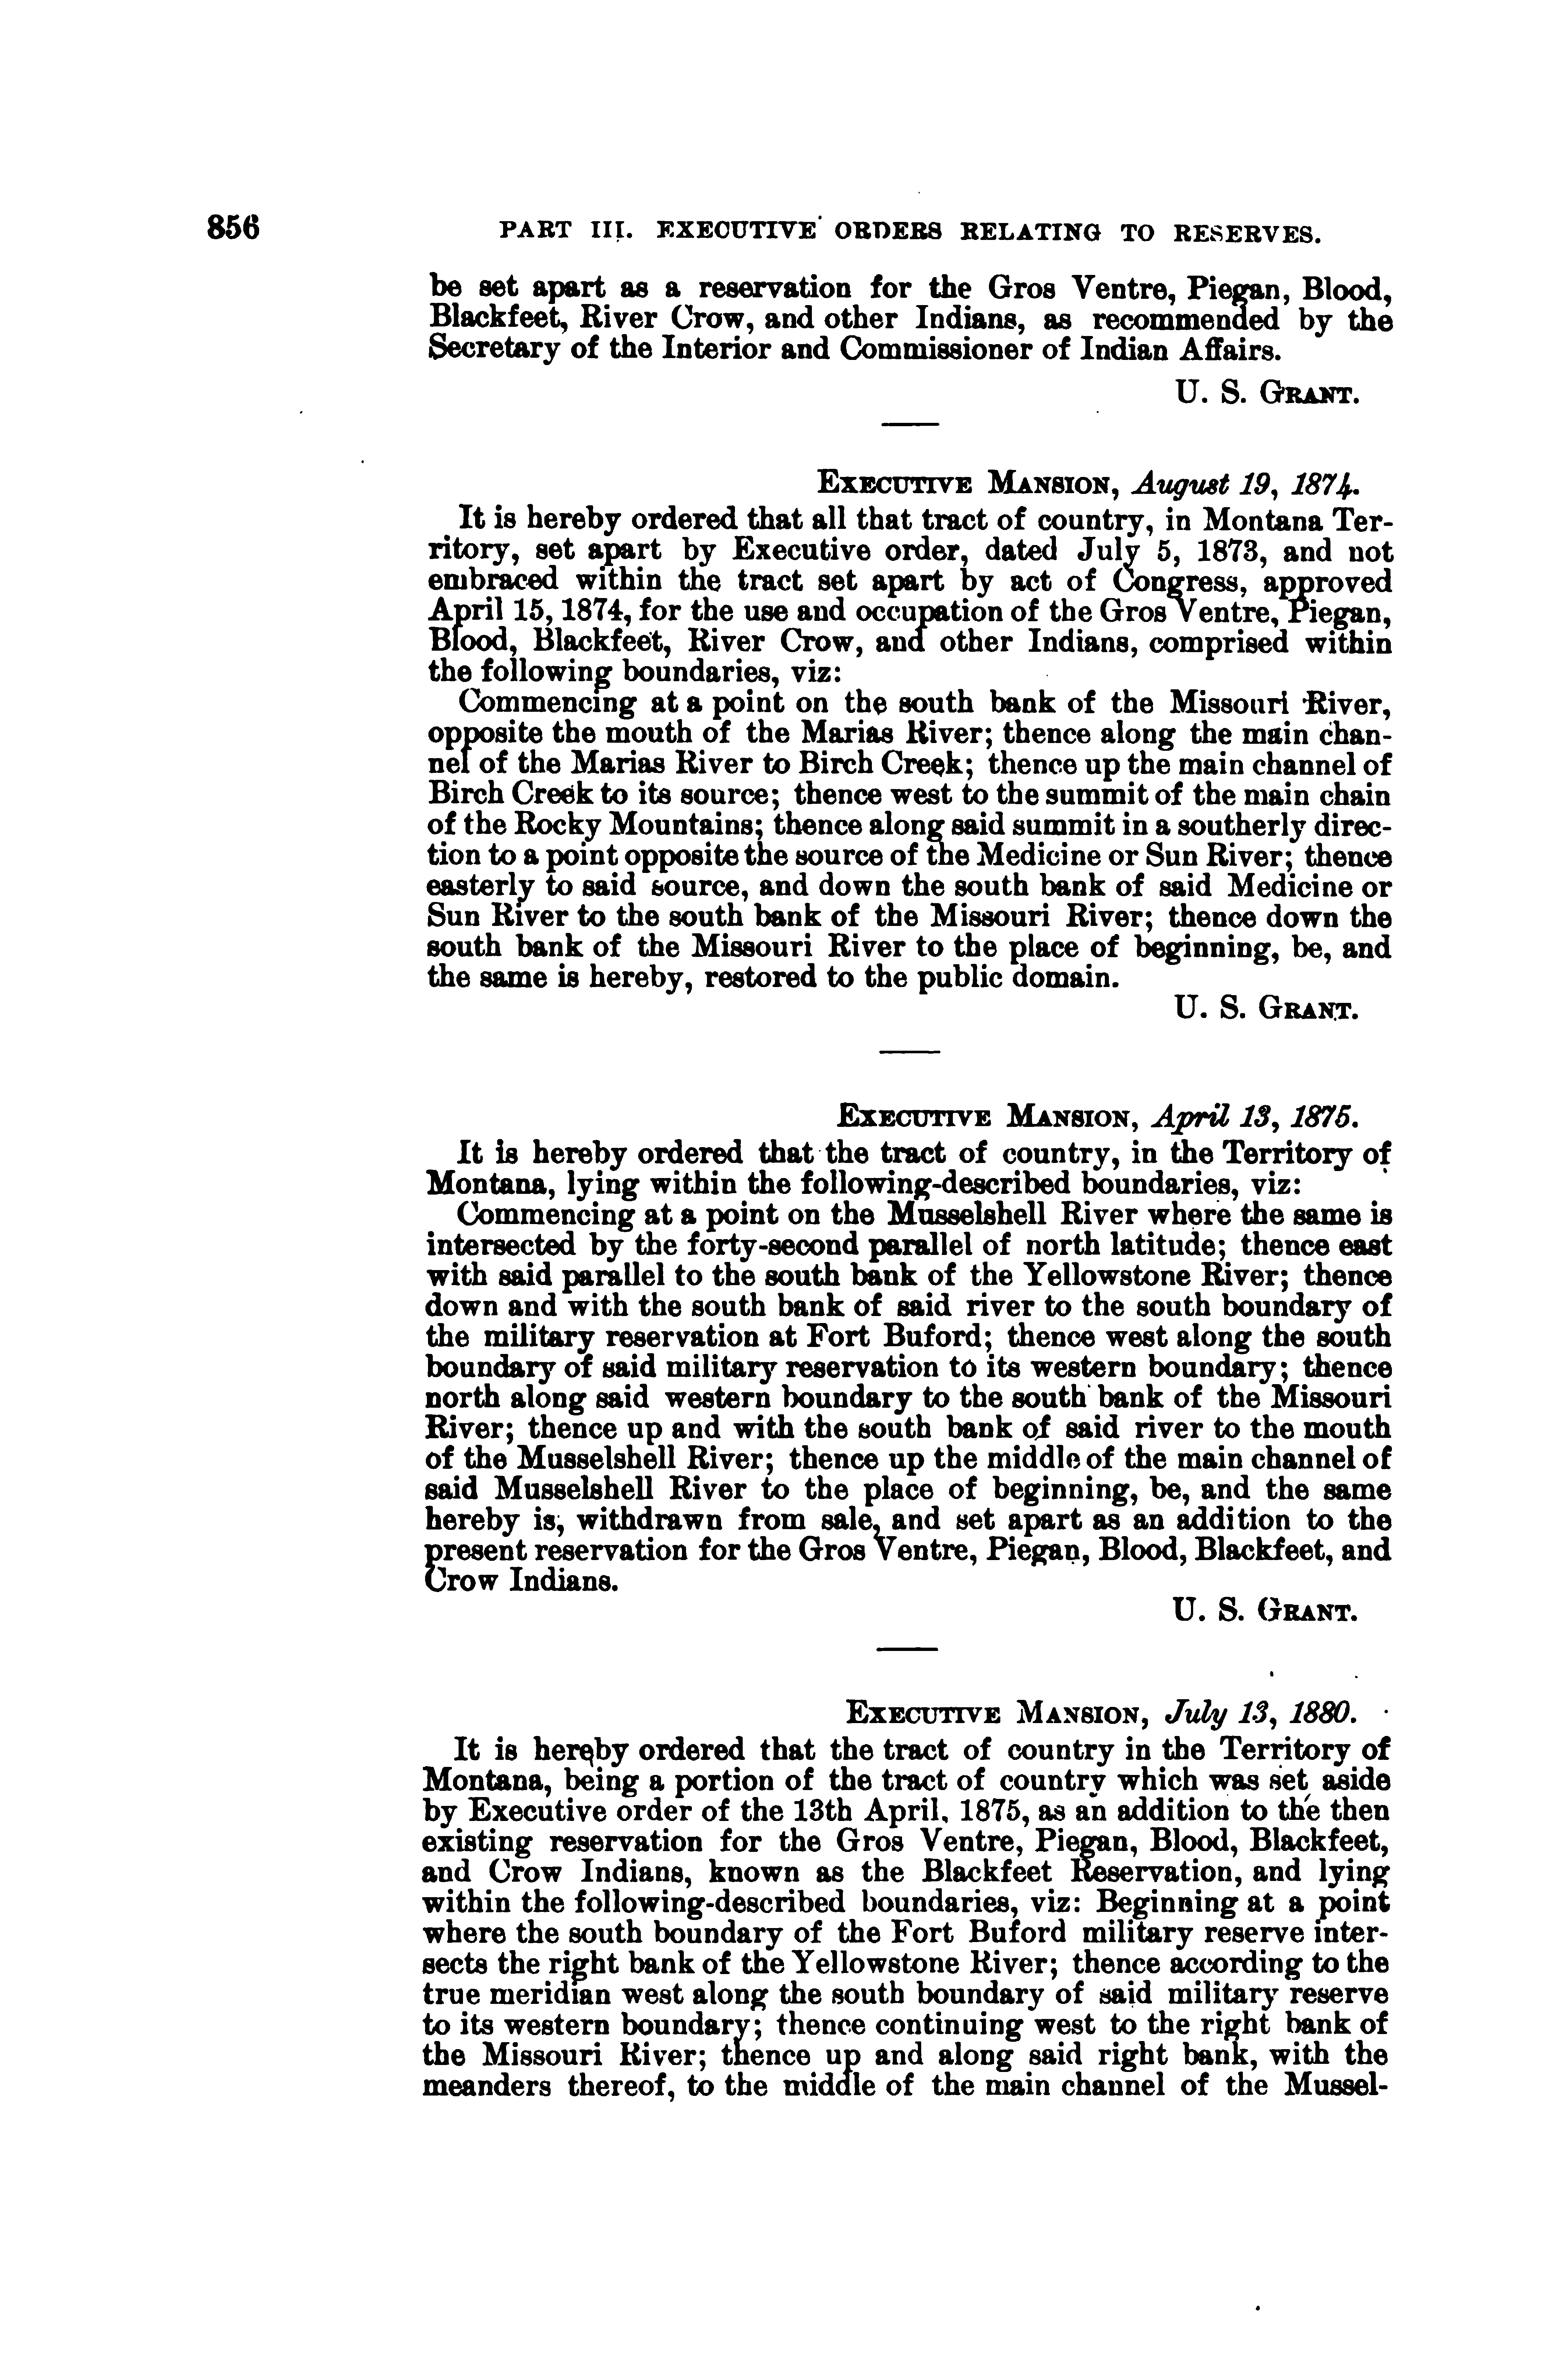 856 PART III. EXECUTIVE ORDERS RELATING TO RESERVES.
be set apart as a reservation for the Gros Ventre, Piegan, Blood,
Blackfeet, River Crow, and other Indians, as recommended by the
Secretary of the Interior and Commissioner of Indian Affairs.
U. S. GRANT.
EXECUTIVE MANSION, August 19, 1874.
It is hereby ordered that all that tract of country, in Montana Ter-
ritory, set apart by Executive order, dated July 5, 1873, and not
embraced within the tract set apart by act of Congress, approved
April 15, 1874, for the use and occupation of the Gros Ventre, Piegan,
Blood, Blackfeet, River Crow, and other Indians, comprised within
the following boundaries, viz:
Commencing at a point on the south bank of the Missouri River,
opposite the mouth of the Marias River; thence along the main chan-
nel of the Marias River to Birch Creek; thence up the main channel of
Birch Creek to its source; thence west to the summit of the main chain
of the Rocky Mountains; thence along said summit in a southerly direc-
tion to a point opposite the source of the Medicine or Sun River; thence
easterly to said source, and down the south bank of said Medicine or
Sun River to the south bank of the Missouri River; thence down the
south bank of the Missouri River to the place of beginning, be, and
the same is hereby, restored to the public domain.
U. S. GRANT.
EXECUTIVE MANSION, April 13, 1875.
It is hereby ordered that the tract of country, in the Territory of
Montana, lying within the following-described boundaries, viz:
Commencing at a point on the Musselshell River where the same is
intersected by the forty-second parallel of north latitude; thence east
with said parallel to the south bank of the Yellowstone River; thence
down and with the south bank of said river to the south boundary of
the military reservation at Fort Buford; thence west along the south
boundary of said military reservation to its western boundary; thence
north along said western boundary to the south bank of the Missouri
River; thence up and with the south bank of said river to the mouth
of the Musselshell River; thence up the middle of the main channel of
said Musselshell River to the place of beginning, be, and the same
hereby is, withdrawn from sale, and set apart as an addition to the
present reservation for the Gros Ventre, Piegan, Blood, Blackfeet, and
Crow Indians.
U. S. GRANT.
EXECUTIVE MANSION, July 13, 1880.
It is hereby ordered that the tract of country in the Territory of
Montana, being a portion of the tract of country which was set aside
by Executive order of the 13th April, 1875, as an addition to the then
existing reservation for the Gros Ventre, Piegan, Blood, Blackfeet,
and Crow Indians, known as the Blackfeet Reservation, and lying
within the following-described boundaries, viz: Beginning at a point
where the south boundary of the Fort Buford military reserve inter-
sects the right bank of the Yellowstone River; thence according to the
true meridian west along the south boundary of said military reserve
to its western boundary; thence continuing west to the right bank of
the Missouri River; thence up and along said right bank, with the
meanders thereof, to the middle of the main channel of the Mussel-